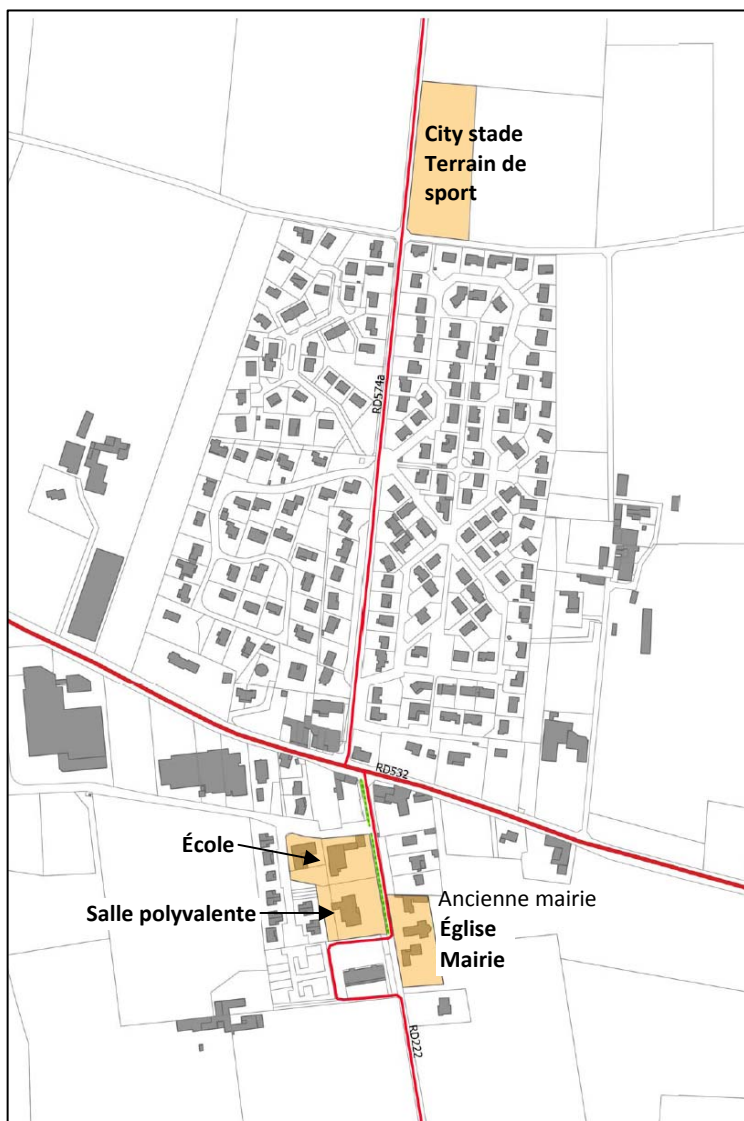 City stade
Terrain de
sport
RD574a
RD532
École
Salle polyvalente
Ancienne mairie
Église
Mairie
RD222